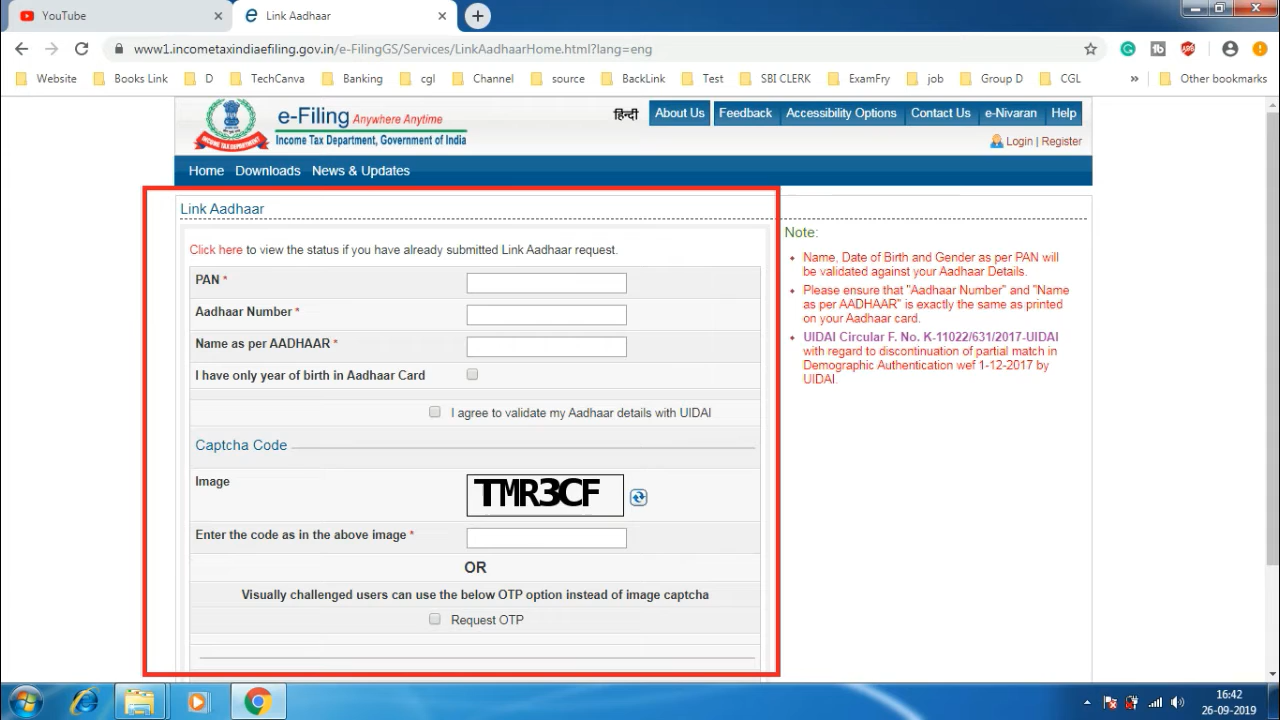 YouTube
Link Aadhaar
www1.incometaxindiaefiling.gov.in/e-FilingGS/Services/LinkAadhaarHome.html?lang=eng
Website Books Link D TechCanva Banking cgl Channel source BackLink Test SBI CLERK ExamFry job Group D CGL » Other bookmarks
e-Filing Anywhere Anytime
Income Tax Department, Government of India
INCOME TAX DEPARTMENT
हिन्दी About Us Feedback Accessibility Options Contact Us e-Nivaran Help
Login | Register
Home Downloads News & Updates
Link Aadhaar
Click here to view the status if you have already submitted Link Aadhaar request.
PAN *
Aadhaar Number *
Name as per AADHAAR *
I have only year of birth in Aadhaar Card
I agree to validate my Aadhaar details with UIDAI
Captcha Code
Image TMR3CF
Enter the code as in the above image *
OR
Visually challenged users can use the below OTP option instead of image captcha
Request OTP
Note:
Name, Date of Birth and Gender as per PAN will
be validated against your Aadhaar Details.
Please ensure that "Aadhaar Number" and "Name
as per AADHAAR" is exactly the same as printed
on your Aadhaar card.
UIDAI Circular F. No. K-11022/631/2017-UIDAI
with regard to discontinuation of partial match in
Demographic Authentication wef 1-12-2017 by
UIDAI.
16:42
26-09-2019